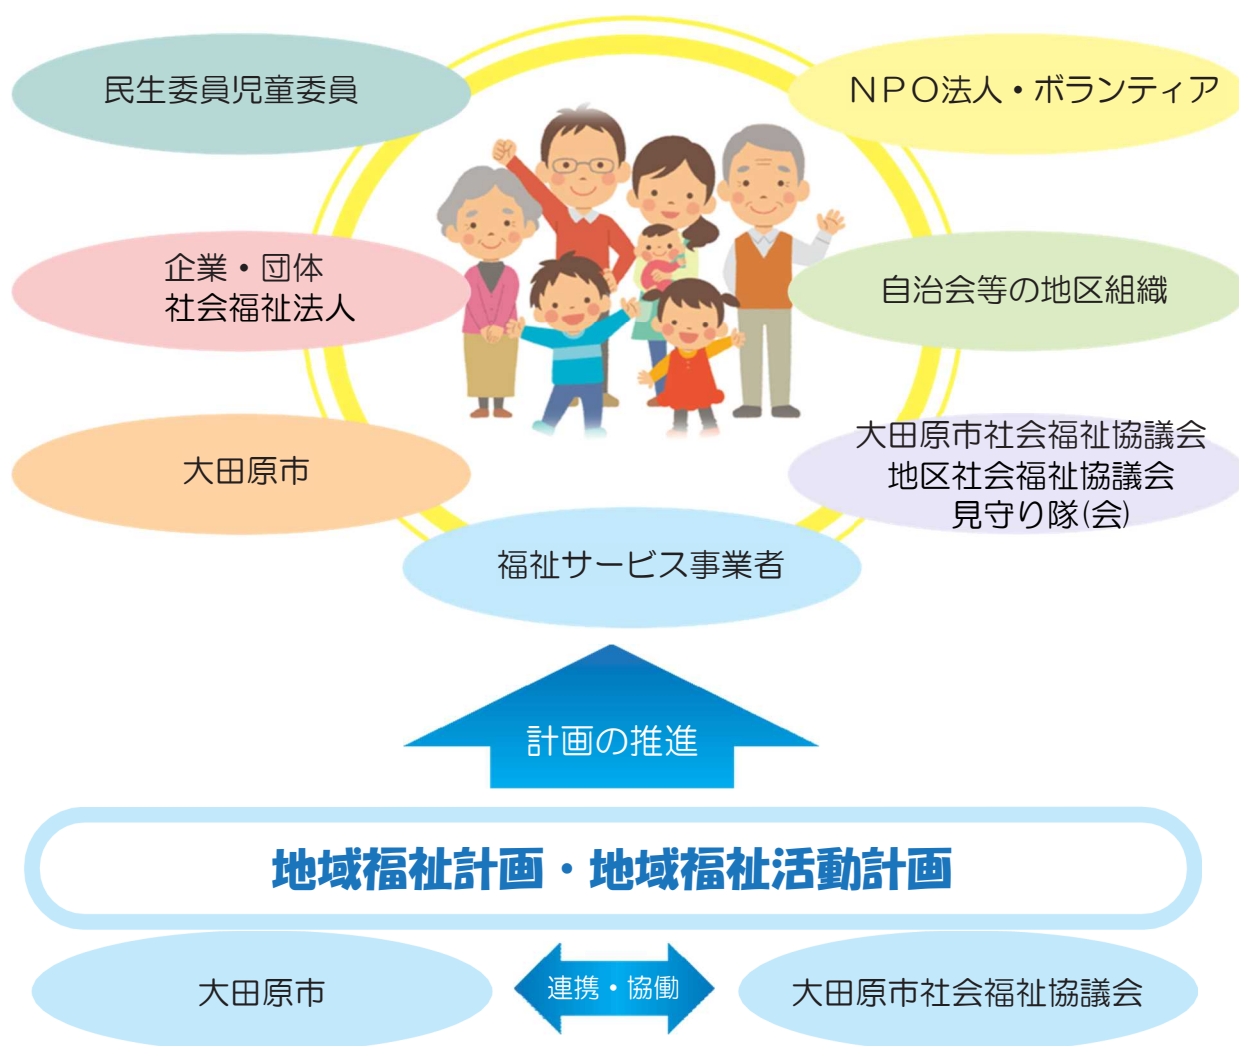 民生委員児童委員
NPO法人・ボランティア
企業・団体
社会福祉法人
自治会等の地区組織
大田原市
大田原市社会福祉協議会
地区社会福祉協議会
見守り隊(会)
福祉サービス事業者
計画の推進
地域福祉計画・地域福祉活動計画
大田原市
連携・協働
大田原市社会福祉協議会